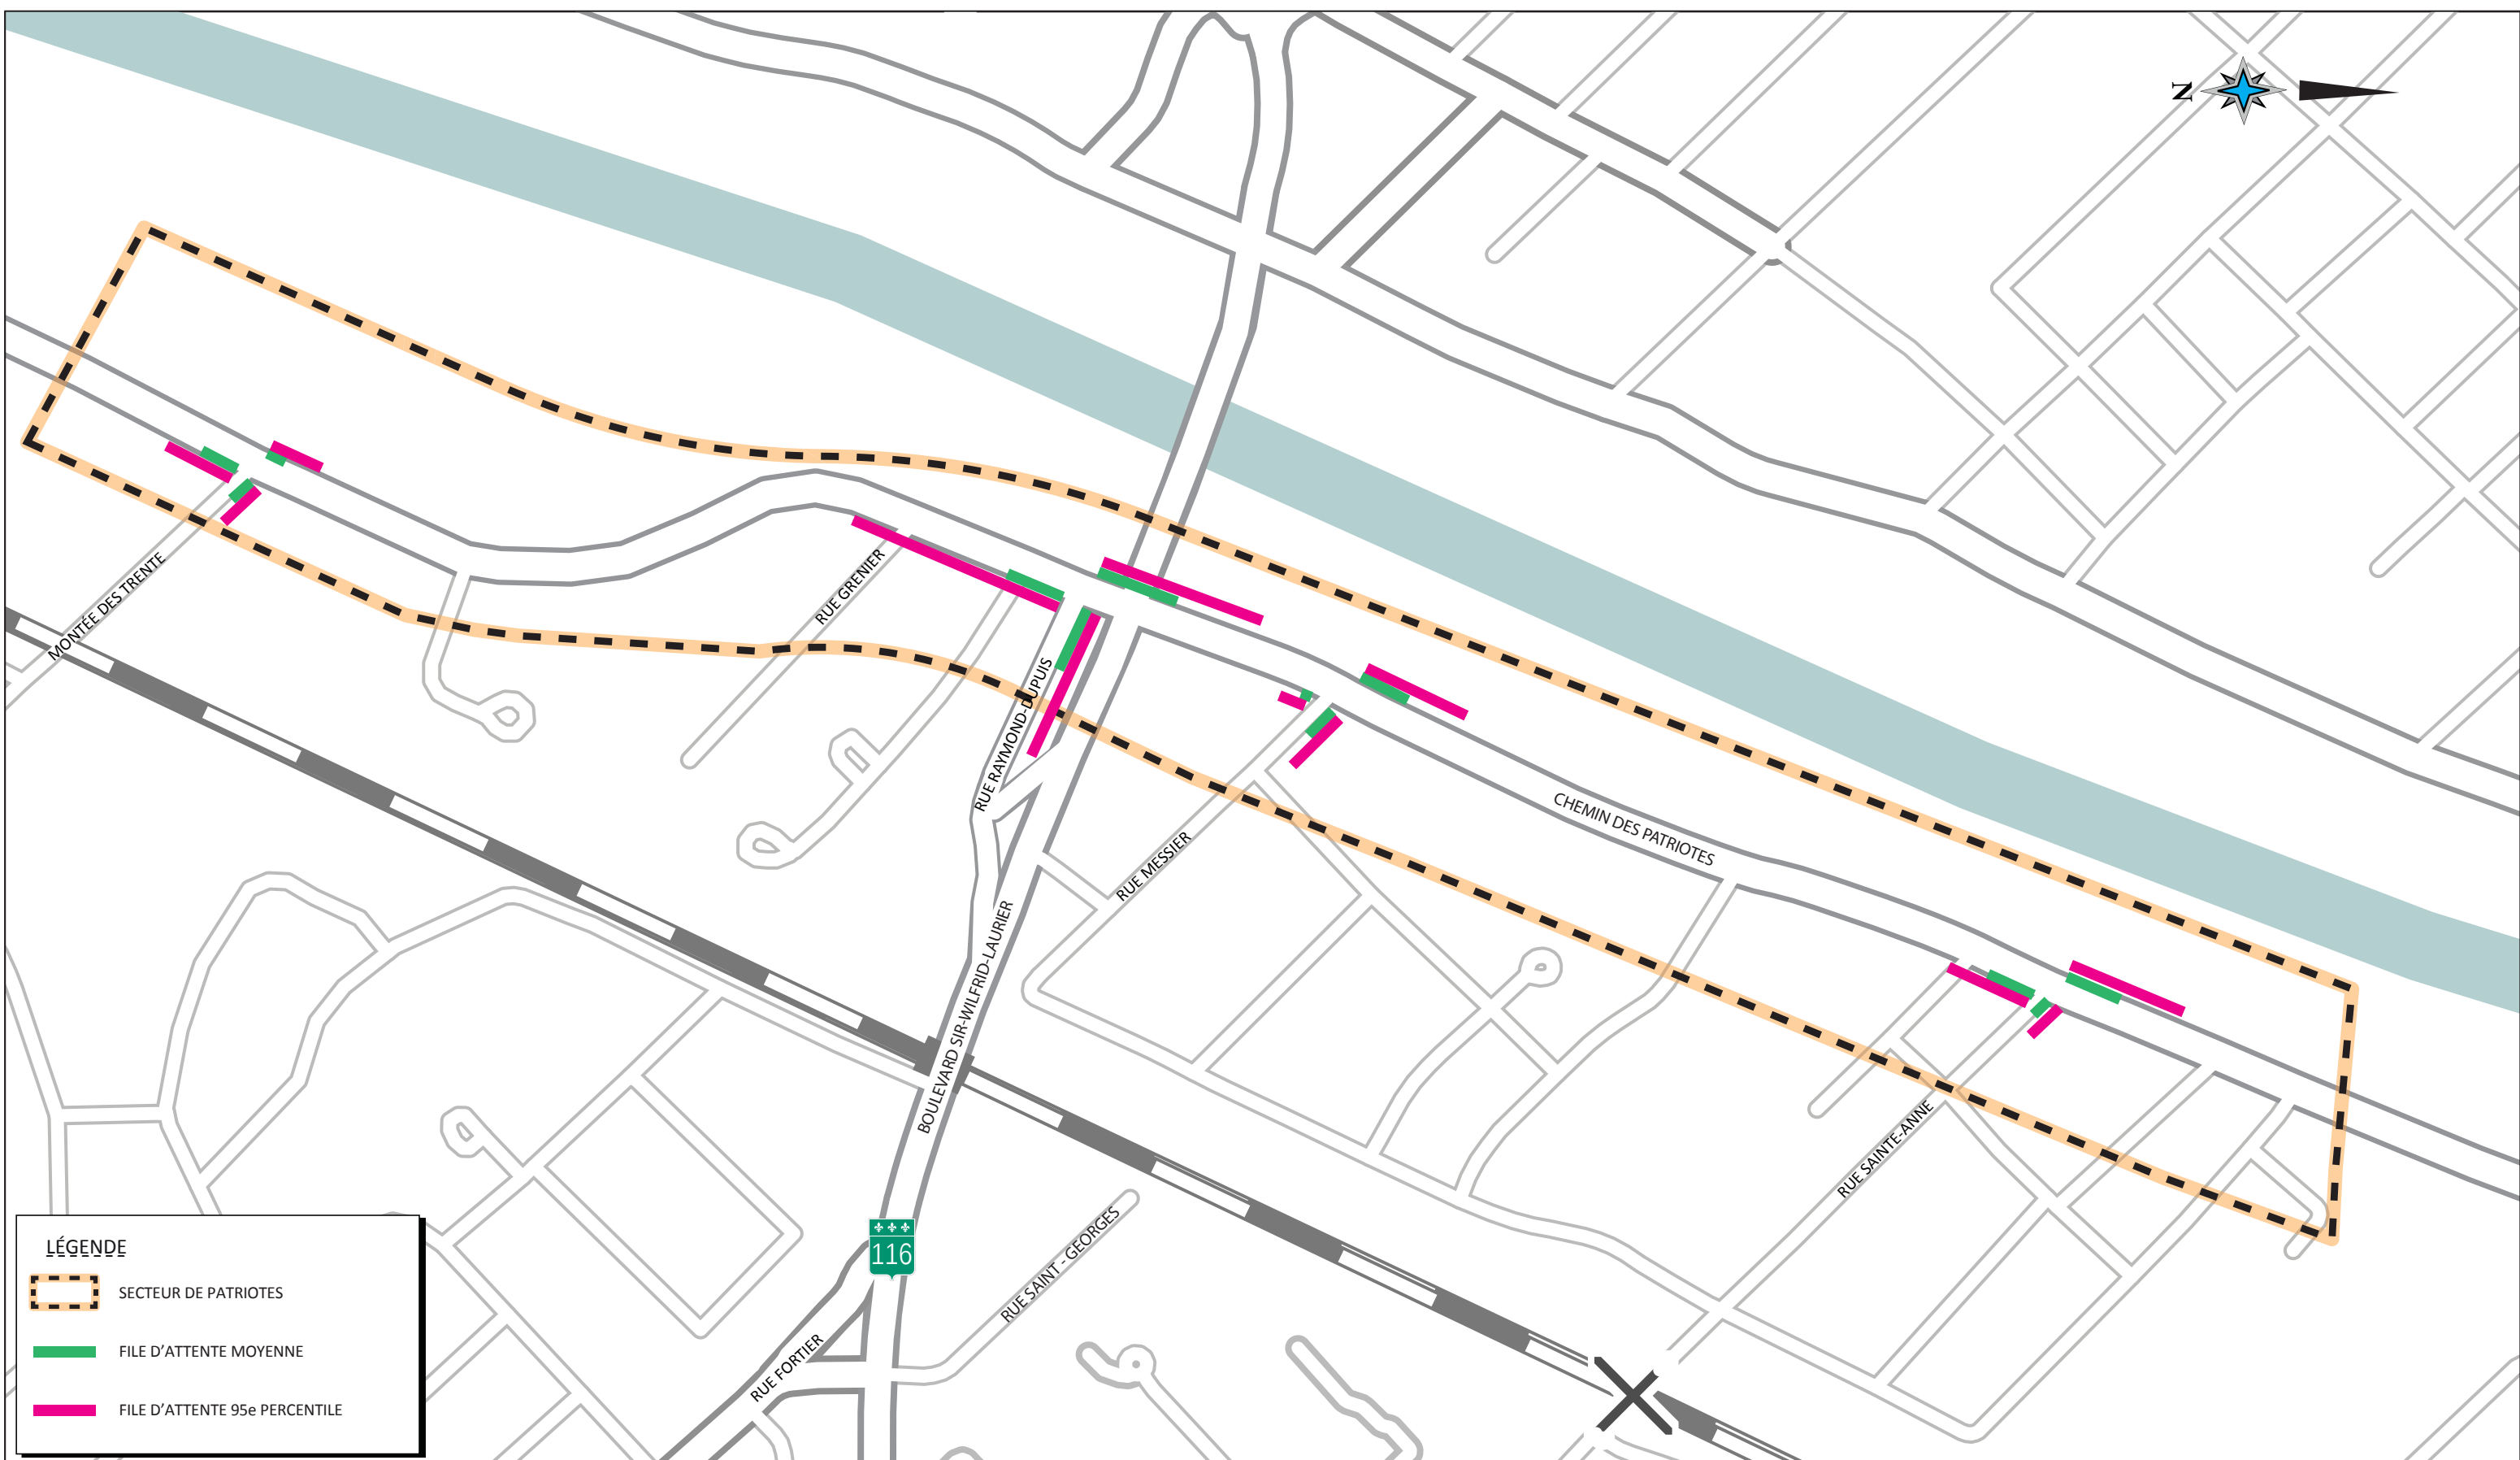 N
MONTÉE DES TRENTE
RUE GRENIER
RUE RAYMOND-DUPUIS
CHEMIN DES PATRIOTES
RUE MESSIER
BOULEVARD SIR-WILFRID-LAURIER
RUE SAINTE-ANNE
116
RUE SAINT - GEORGES
RUE FORTIER
LÉGENDE
SECTEUR DE PATRIOTES
FILE D'ATTENTE MOYENNE
FILE D'ATTENTE 95e PERCENTILE